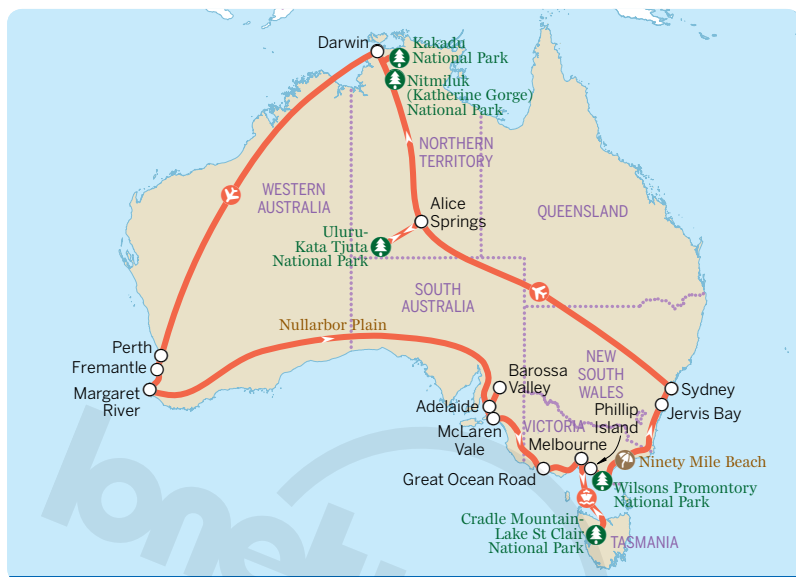 Darwin
Kakadu
National Park
Nitmiluk
(Katherine Gorge)
National Park
NORTHERN
TERRITORY
WESTERN
AUSTRALIA
Alice
Springs
QUEENSLAND
Uluru-
Kata Tjuta
National Park
SOUTH
AUSTRALIA
Nullarbor Plain
Perth
Fremantle
Margaret
River
Barossa
Valley
NEW
SOUTH
WALES
Sydney
Jervis Bay
Adelaide
McLaren
Vale
VICTORIA
Phillip
Island
Melbourne
Great Ocean Road
Ninety Mile Beach
Wilsons Promontory
National Park
Cradle Mountain-
Lake St Clair
National Park
TASMANIA